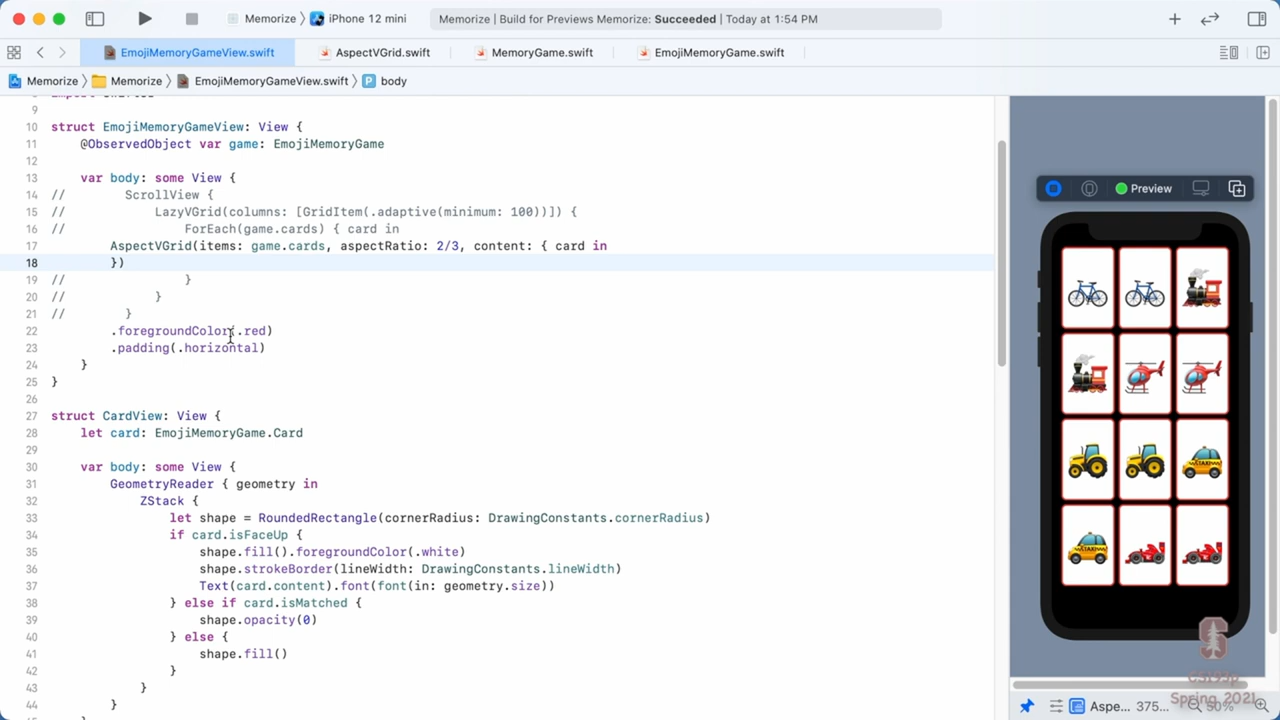 Memorize 〉 iPhone 12 mini
Memorize | Build for Previews Memorize: Succeeded | Today at 1:54 PM
EmojiMemoryGameView.swift
AspectVGrid.swift
MemoryGame.swift
EmojiMemoryGame.swift
Memorize 〉 Memorize 〉 EmojiMemoryGameView.swift 〉 P body
9
10 struct EmojiMemoryGameView: View {
11 @ObservedObject var game: EmojiMemoryGame
12
13 var body: some View {
14 // ScrollView {
15 // LazyVGrid(columns: [GridItem(.adaptive(minimum: 100))]) {
16 // ForEach(game.cards) { card in
17 AspectVGrid(items: game.cards, aspectRatio: 2/3, content: { card in
18 })
19 // }
20 // }
21 // }
22 .foregroundColor(.red)
23 .padding(.horizontal)
24 }
25 }
26
27 struct CardView: View {
28 let card: EmojiMemoryGame.Card
29
30 var body: some View {
31 GeometryReader { geometry in
32 ZStack {
33 let shape = RoundedRectangle(cornerRadius: DrawingConstants.cornerRadius)
34 if card.isFaceUp {
35 shape.fill().foregroundColor(.white)
36 shape.strokeBorder(lineWidth: DrawingConstants.lineWidth)
37 Text(card.content).font(font(in: geometry.size))
38 } else if card.isMatched {
39 shape.opacity(0)
40 } else {
41 shape.fill()
42 }
43 }
44 }
Preview
TAXI
TAXI
CS193p
Spring 2021
Aspe... 375... 50%